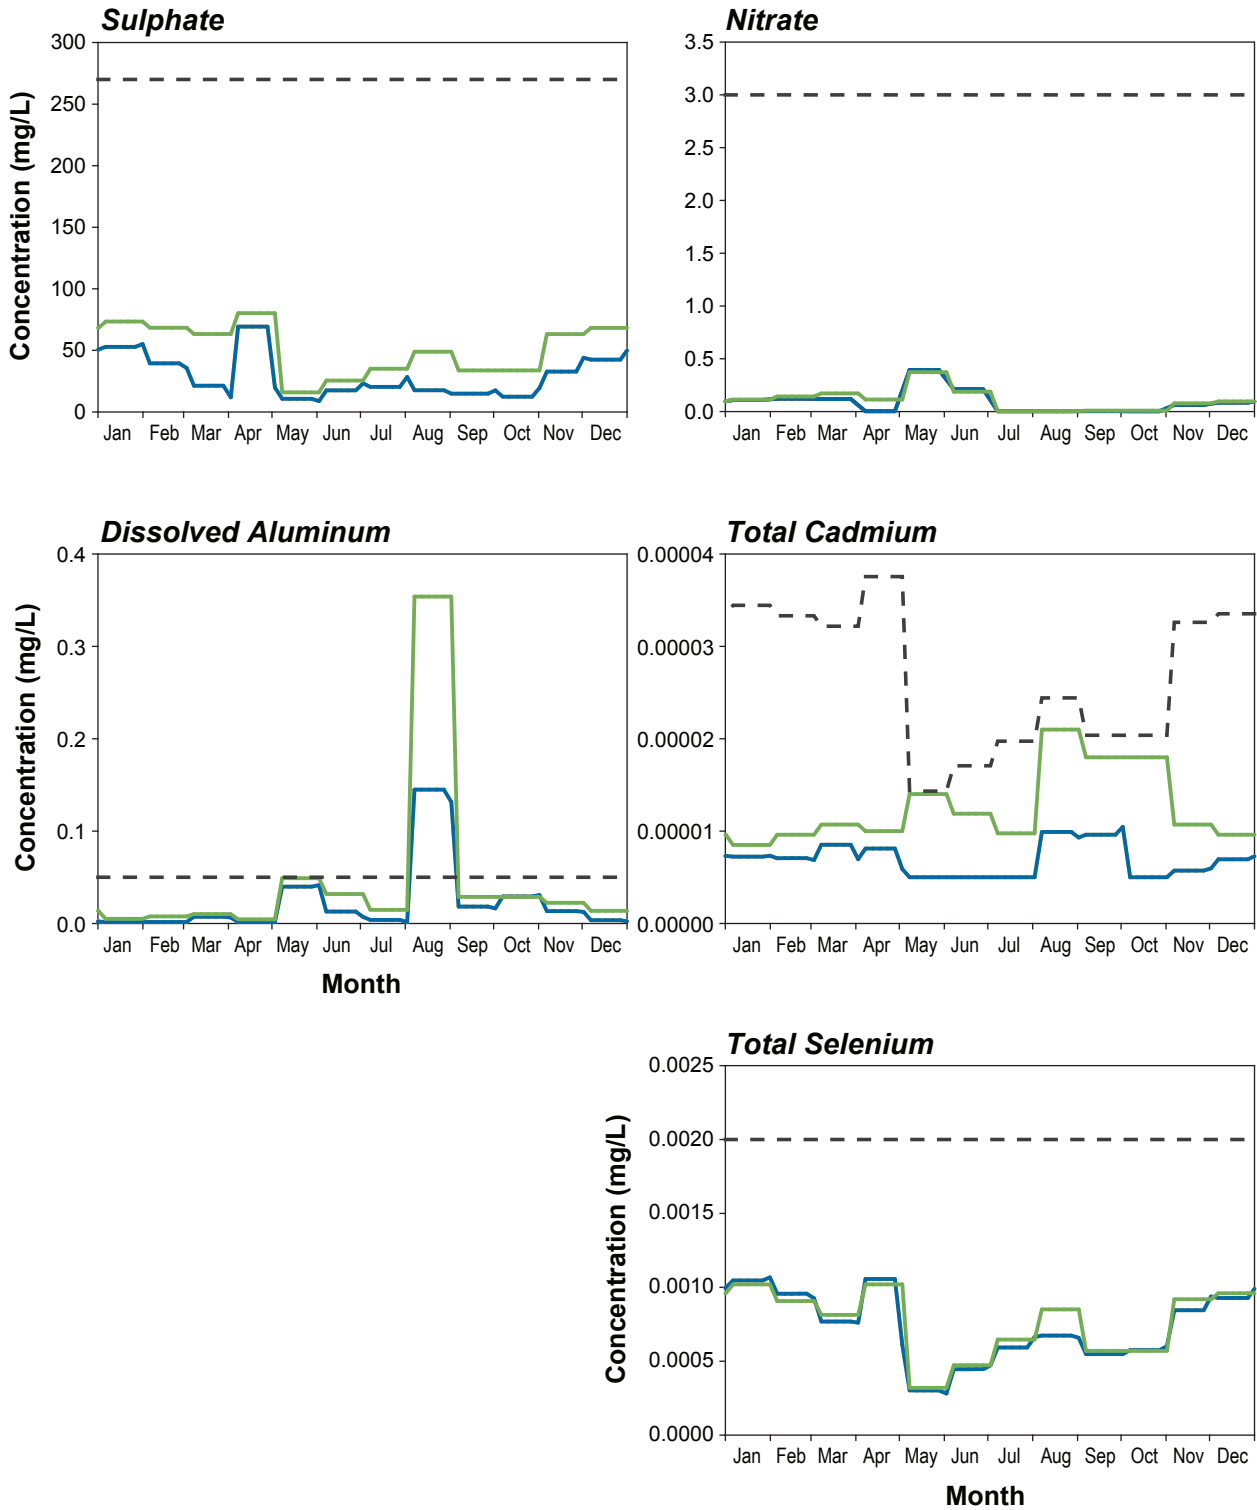 Sulphate
Concentration (mg/L)
300
250
200
150
100
50
0
Jan Feb Mar Apr May Jun Jul Aug Sep Oct Nov Dec
Nitrate
3.5
3.0
2.5
2.0
1.5
1.0
0.5
0.0
Jan Feb Mar Apr May Jun Jul Aug Sep Oct Nov Dec
Dissolved Aluminum
Concentration (mg/L)
0.4
0.3
0.2
0.1
0.0
Jan Feb Mar Apr May Jun Jul Aug Sep Oct Nov Dec
Month
Total Cadmium
0.00004
0.00003
0.00002
0.00001
0.00000
Jan Feb Mar Apr May Jun Jul Aug Sep Oct Nov Dec
Total Selenium
Concentration (mg/L)
0.0025
0.0020
0.0015
0.0010
0.0005
0.0000
Jan Feb Mar Apr May Jun Jul Aug Sep Oct Nov Dec
Month